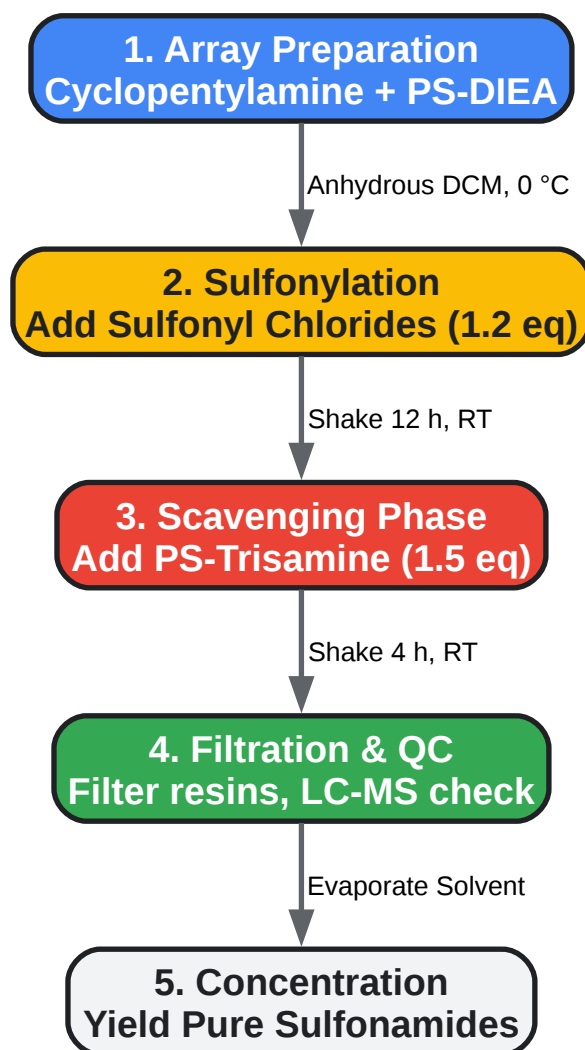 1. Array Preparation
Cyclopentylamine + PS-DIEA
Anhydrous DCM, 0 °C
2. Sulfonylation
Add Sulfonyl Chlorides (1.2 eq)
Shake 12 h, RT
3. Scavenging Phase
Add PS-Trisamine (1.5 eq)
Shake 4 h, RT
4. Filtration & QC
Filter resins, LC-MS check
Evaporate Solvent
5. Concentration
Yield Pure Sulfonamides